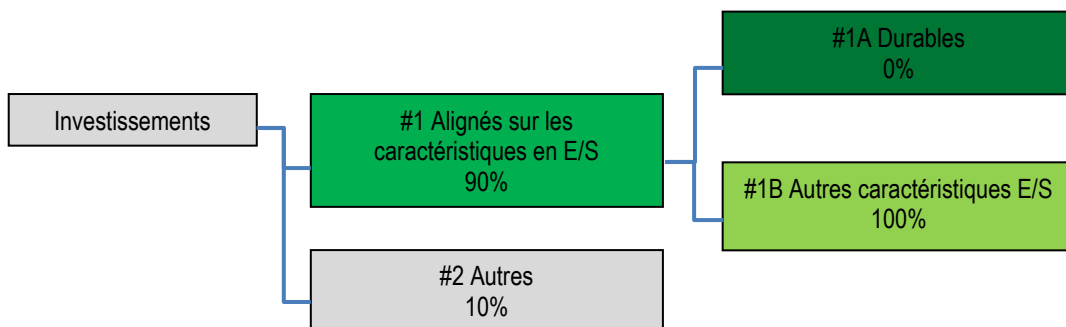 Investissements
#1 Alignés sur les
caractéristiques en E/S
90%
#2 Autres
10%
#1A Durables
0%
#1B Autres caractéristiques E/S
100%